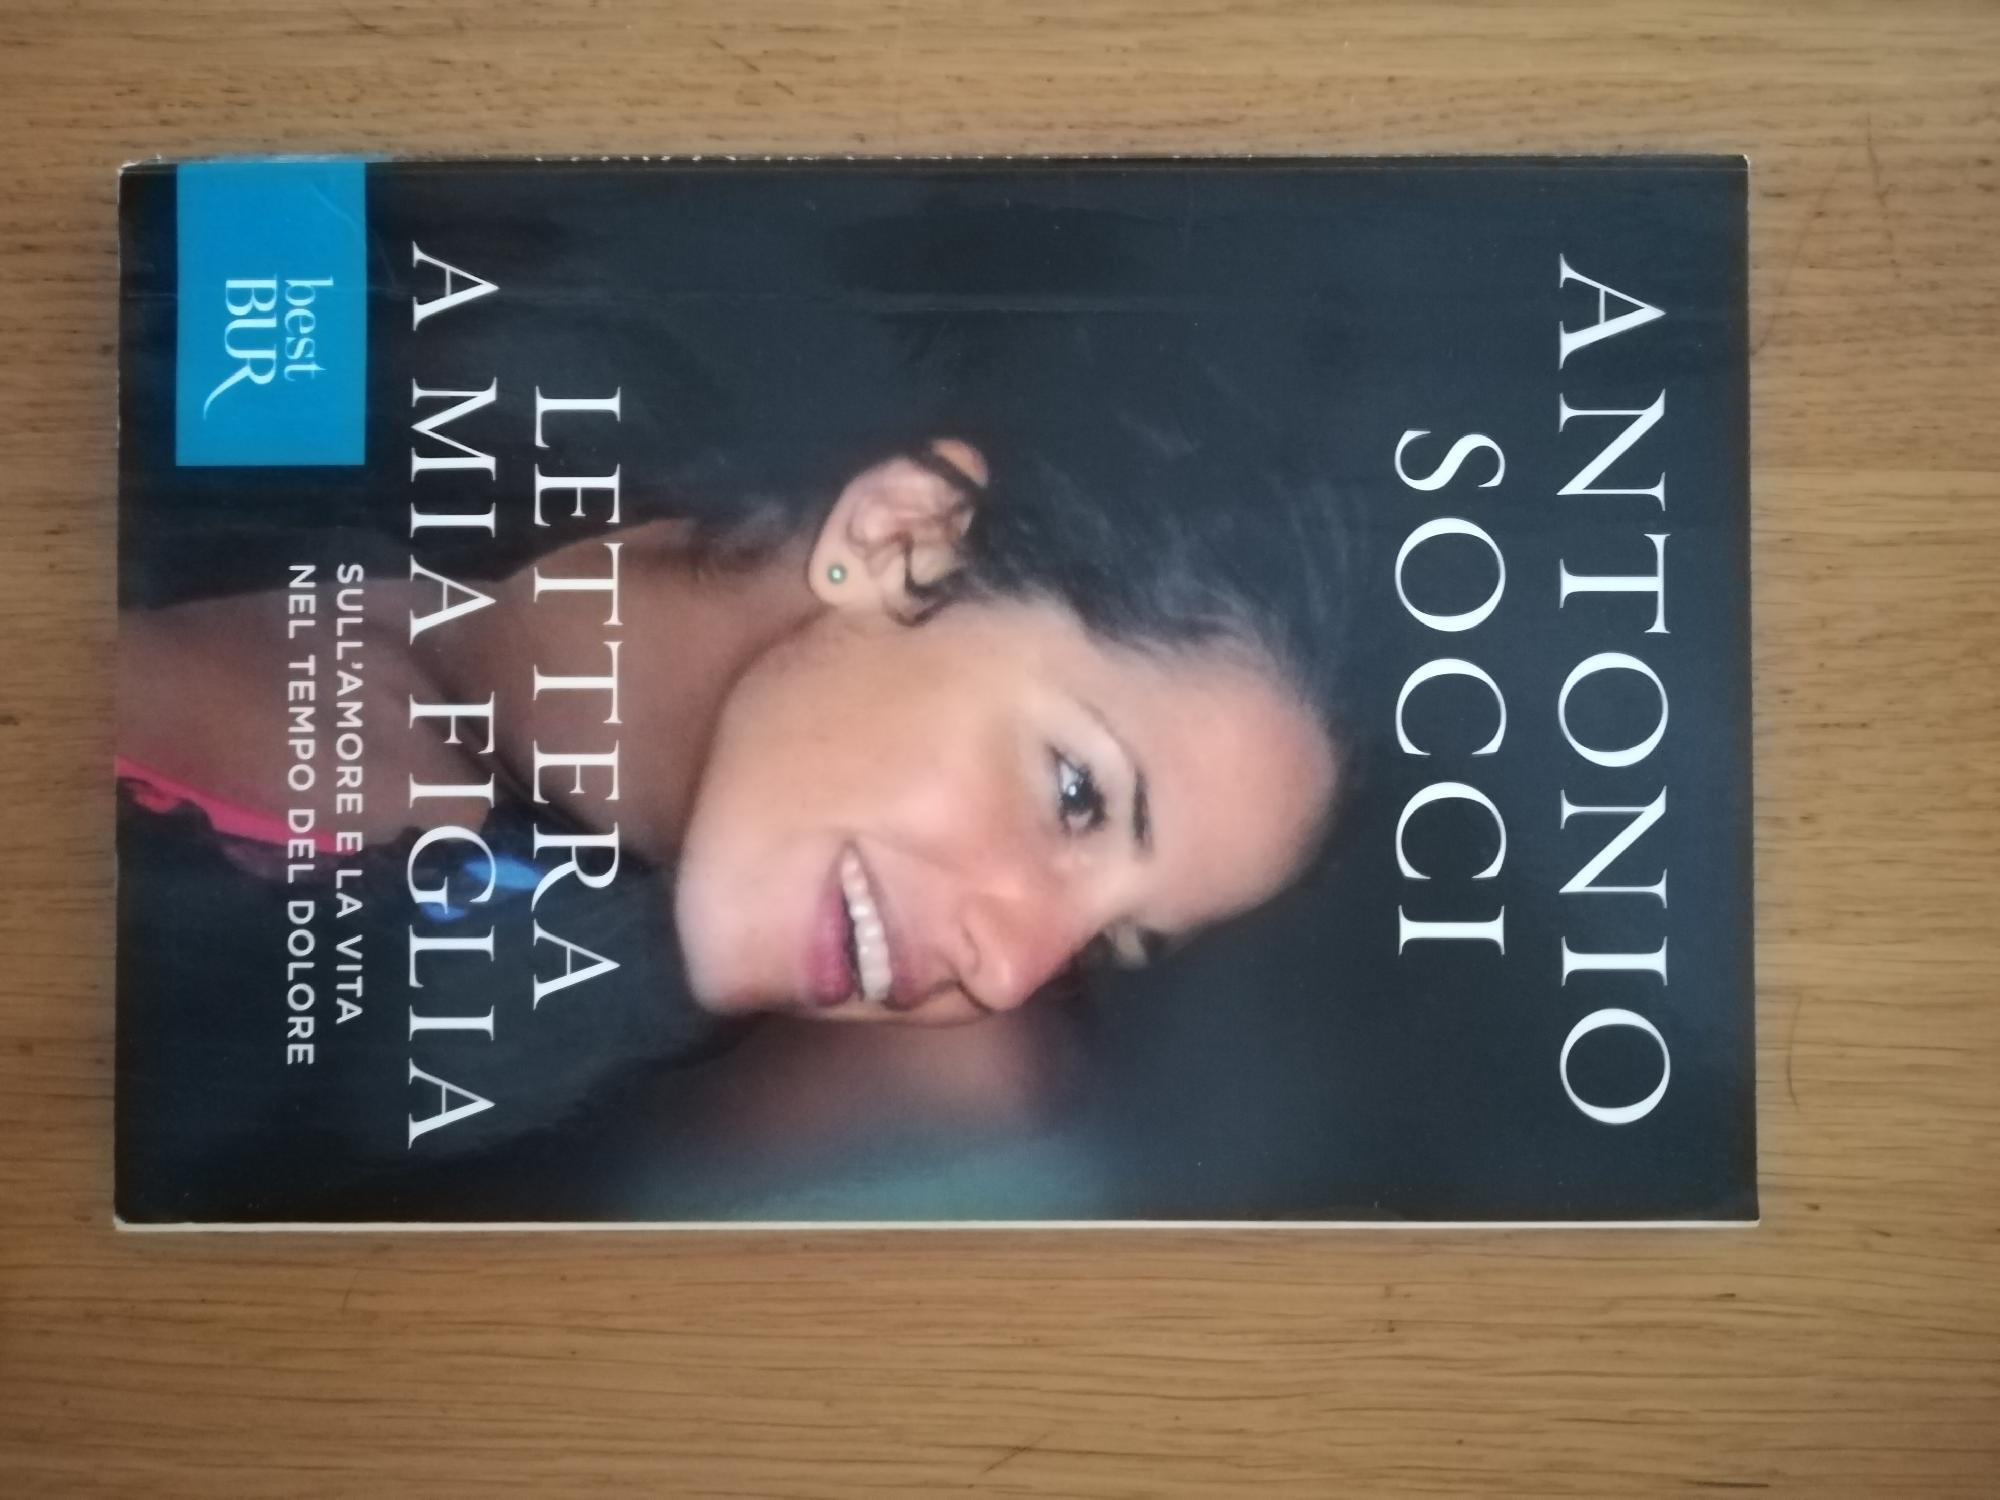 ANTONIO
SOCCI
LETTERA
A MIA FIGLIA
SULL'AMORE E LA VITA
NEL TEMPO DEL DOLORE
best
BUR